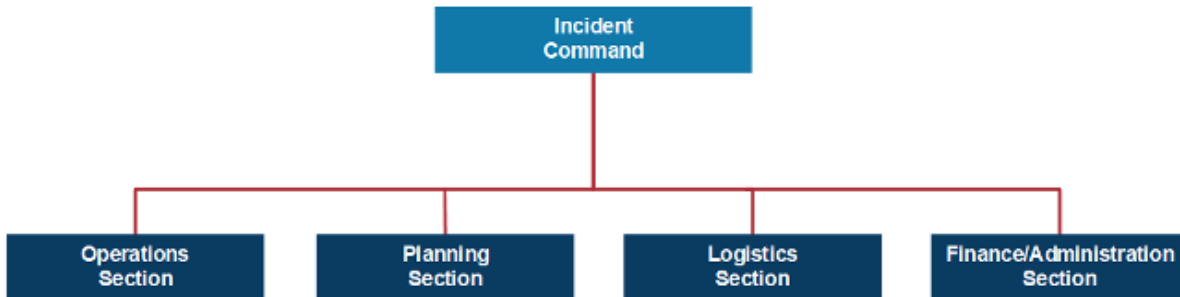 Incident
Command
Operations
Section
Planning
Section
Logistics
Section
Finance/Administration
Section